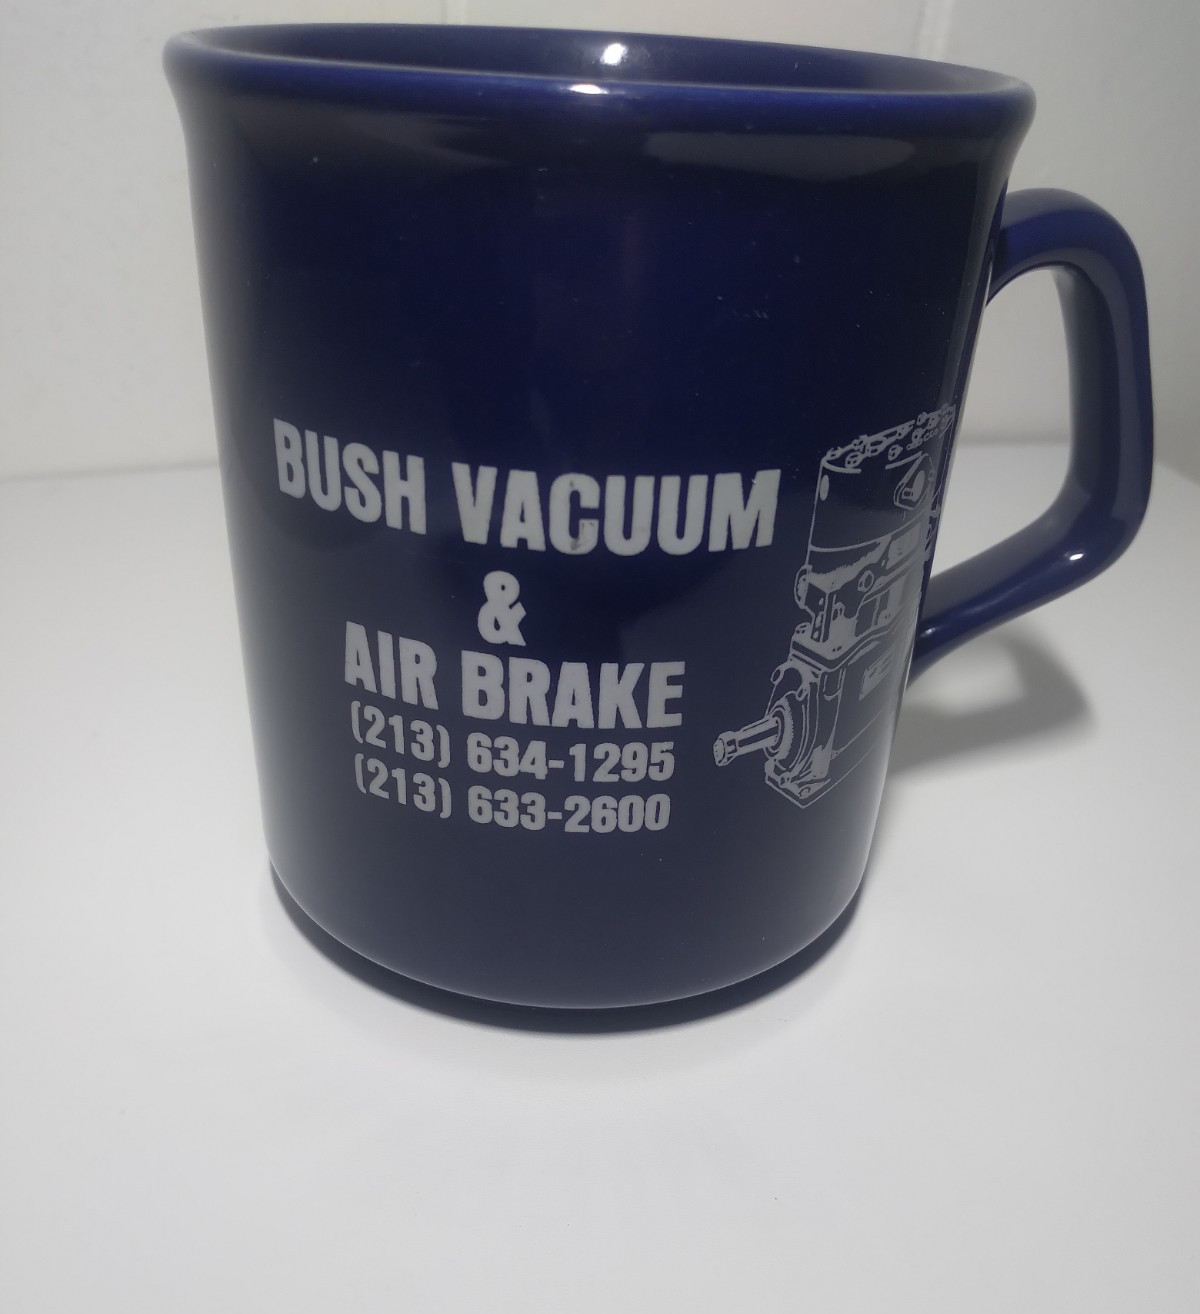 BUSH VACUUM
&
AIR BRAKE
(213) 634-1295
(213) 633-2600